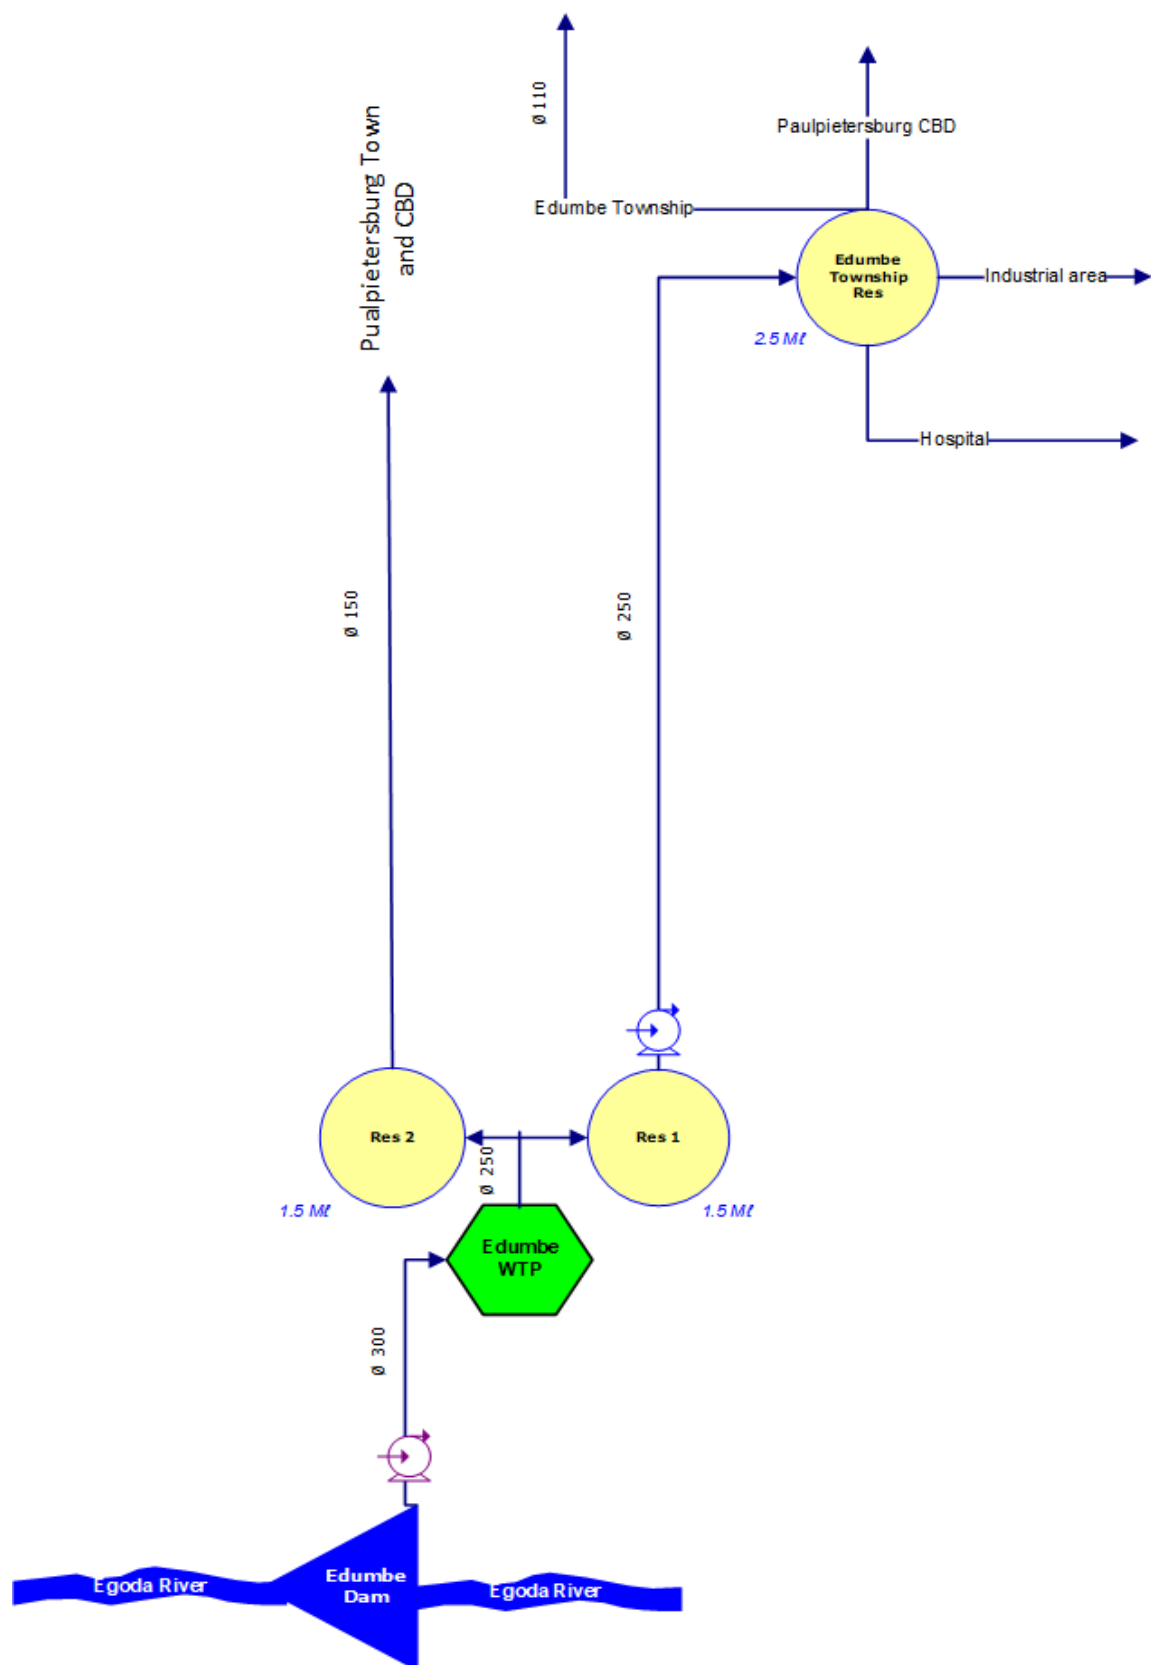 Ø 110
Paulpietersburg CBD
Pualpietersburg Town
and CBD
Edumbe Township
Edumbe
Township
Res
Industrial area
2.5 Mℓ
Hospital
Ø 150
Ø 250
Res 2
Res 1
Ø 250
1.5 Mℓ
1.5 Mℓ
Edumbe
WTP
Ø 300
Egoda River
Edumbe
Dam
Egoda River